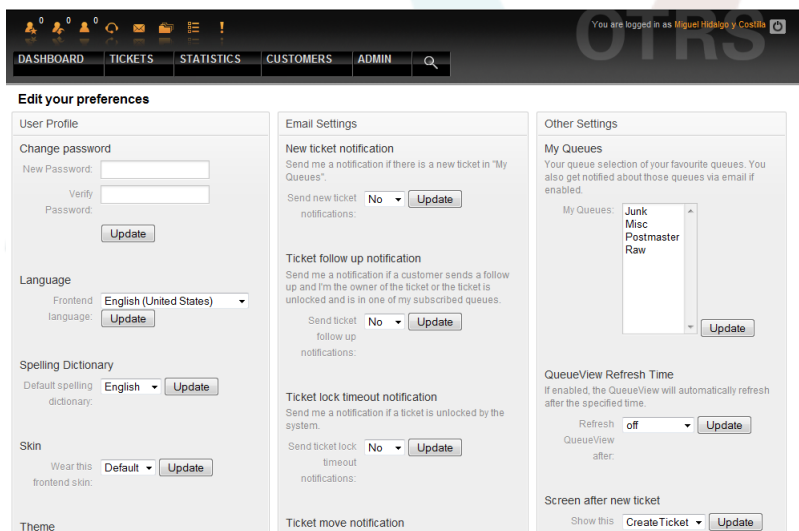 0 0 0
You are logged in as Miguel Hidalgo y Costilla
OTRS
DASHBOARD TICKETS STATISTICS CUSTOMERS ADMIN
Edit your preferences
User Profile
Change password
New Password:
Verify
Password:
Update
Language
Frontend English (United States)
language: Update
Spelling Dictionary
Default spelling English Update
dictionary:
Skin
Wear this Default Update
frontend skin:
Theme
Email Settings
New ticket notification
Send me a notification if there is a new ticket in "My
Queues".
Send new ticket No Update
notifications:
Ticket follow up notification
Send me a notification if a customer sends a follow
up and I'm the owner of the ticket or the ticket is
unlocked and is in one of my subscribed queues.
Send ticket No Update
follow up
notifications:
Ticket lock timeout notification
Send me a notification if a ticket is unlocked by the
system.
Send ticket lock No Update
timeout
notifications:
Ticket move notification
Other Settings
My Queues
Your queue selection of your favourite queues. You
also get notified about those queues via email if
enabled.
My Queues: Junk
Misc
Postmaster
Raw
Update
QueueView Refresh Time
If enabled, the QueueView will automatically refresh
after the specified time.
Refresh off Update
QueueView
after:
Screen after new ticket
Show this CreateTicket Update